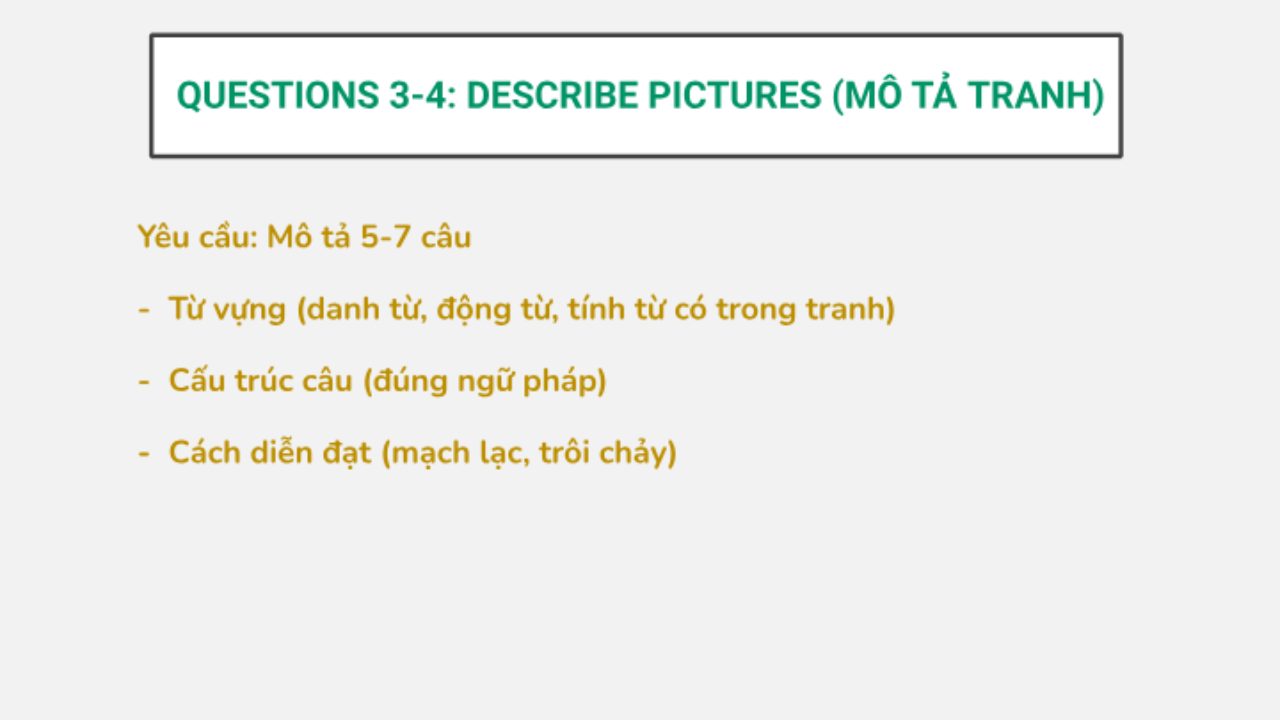 QUESTIONS 3-4: DESCRIBE PICTURES (MÔ TẢ TRANH)
Yêu cầu: Mô tả 5-7 câu
- Từ vựng (danh từ, động từ, tính từ có trong tranh)
- Cấu trúc câu (đúng ngữ pháp)
- Cách diễn đạt (mạch lạc, trôi chảy)